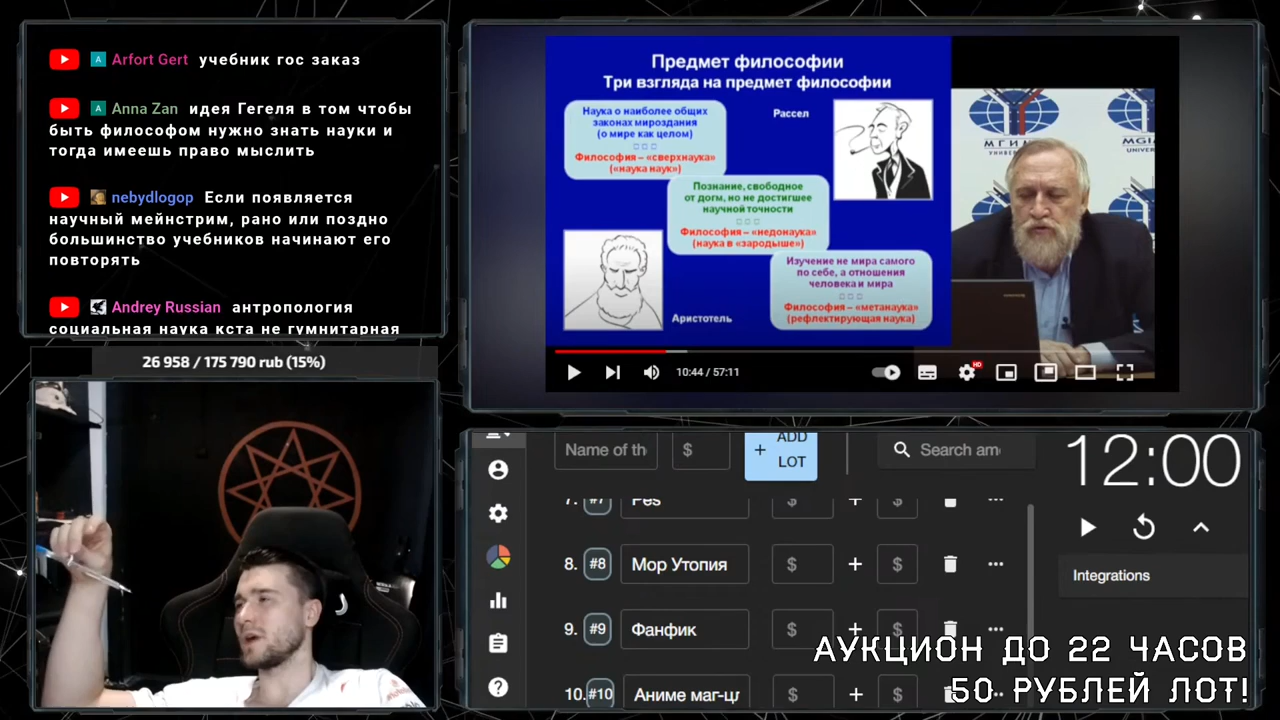 Arfort Gert учебник гос заказ
Anna Zan идея Гегеля в том чтобы
быть философом нужно знать науки и
тогда имеешь право мыслить
nebydlogop Если появляется
научный мейнстрим, рано или поздно
большинство учебников начинают его
повторять
Andrey Russian антропология
социальная наука кста не гумнитарная
26 958 / 175 790 rub (15%)
Предмет философии
Три взгляда на предмет философии
Наука о наиболее общих
законах мироздания
(о мире как целом)
Философия – «сверхнаука»
(«наука наук»)
Рассел
Познание, свободное
от догм, но не достигшее
научной точности
Философия – «недонаука»
(наука в «зародыше»)
Изучение не мира самого
по себе, а отношения
человека и мира
Философия – «метанаука»
(рефлектирующая наука)
Аристотель
МГИМО
УНИВЕРСИТЕТ
MGI
UNIVER
10:44 / 57:11
HD
Name of th
$
+ ADD
LOT
Search am
12:00
7. #7 Pes $ + $
8. #8 Мор Утопия $ + $
9. #9 Фанфик $ + $
10. #10 Аниме маг-ц $ + $
Integrations
АУКЦИОН ДО 22 ЧАСОВ
50 РУБЛЕЙ ЛОТ!